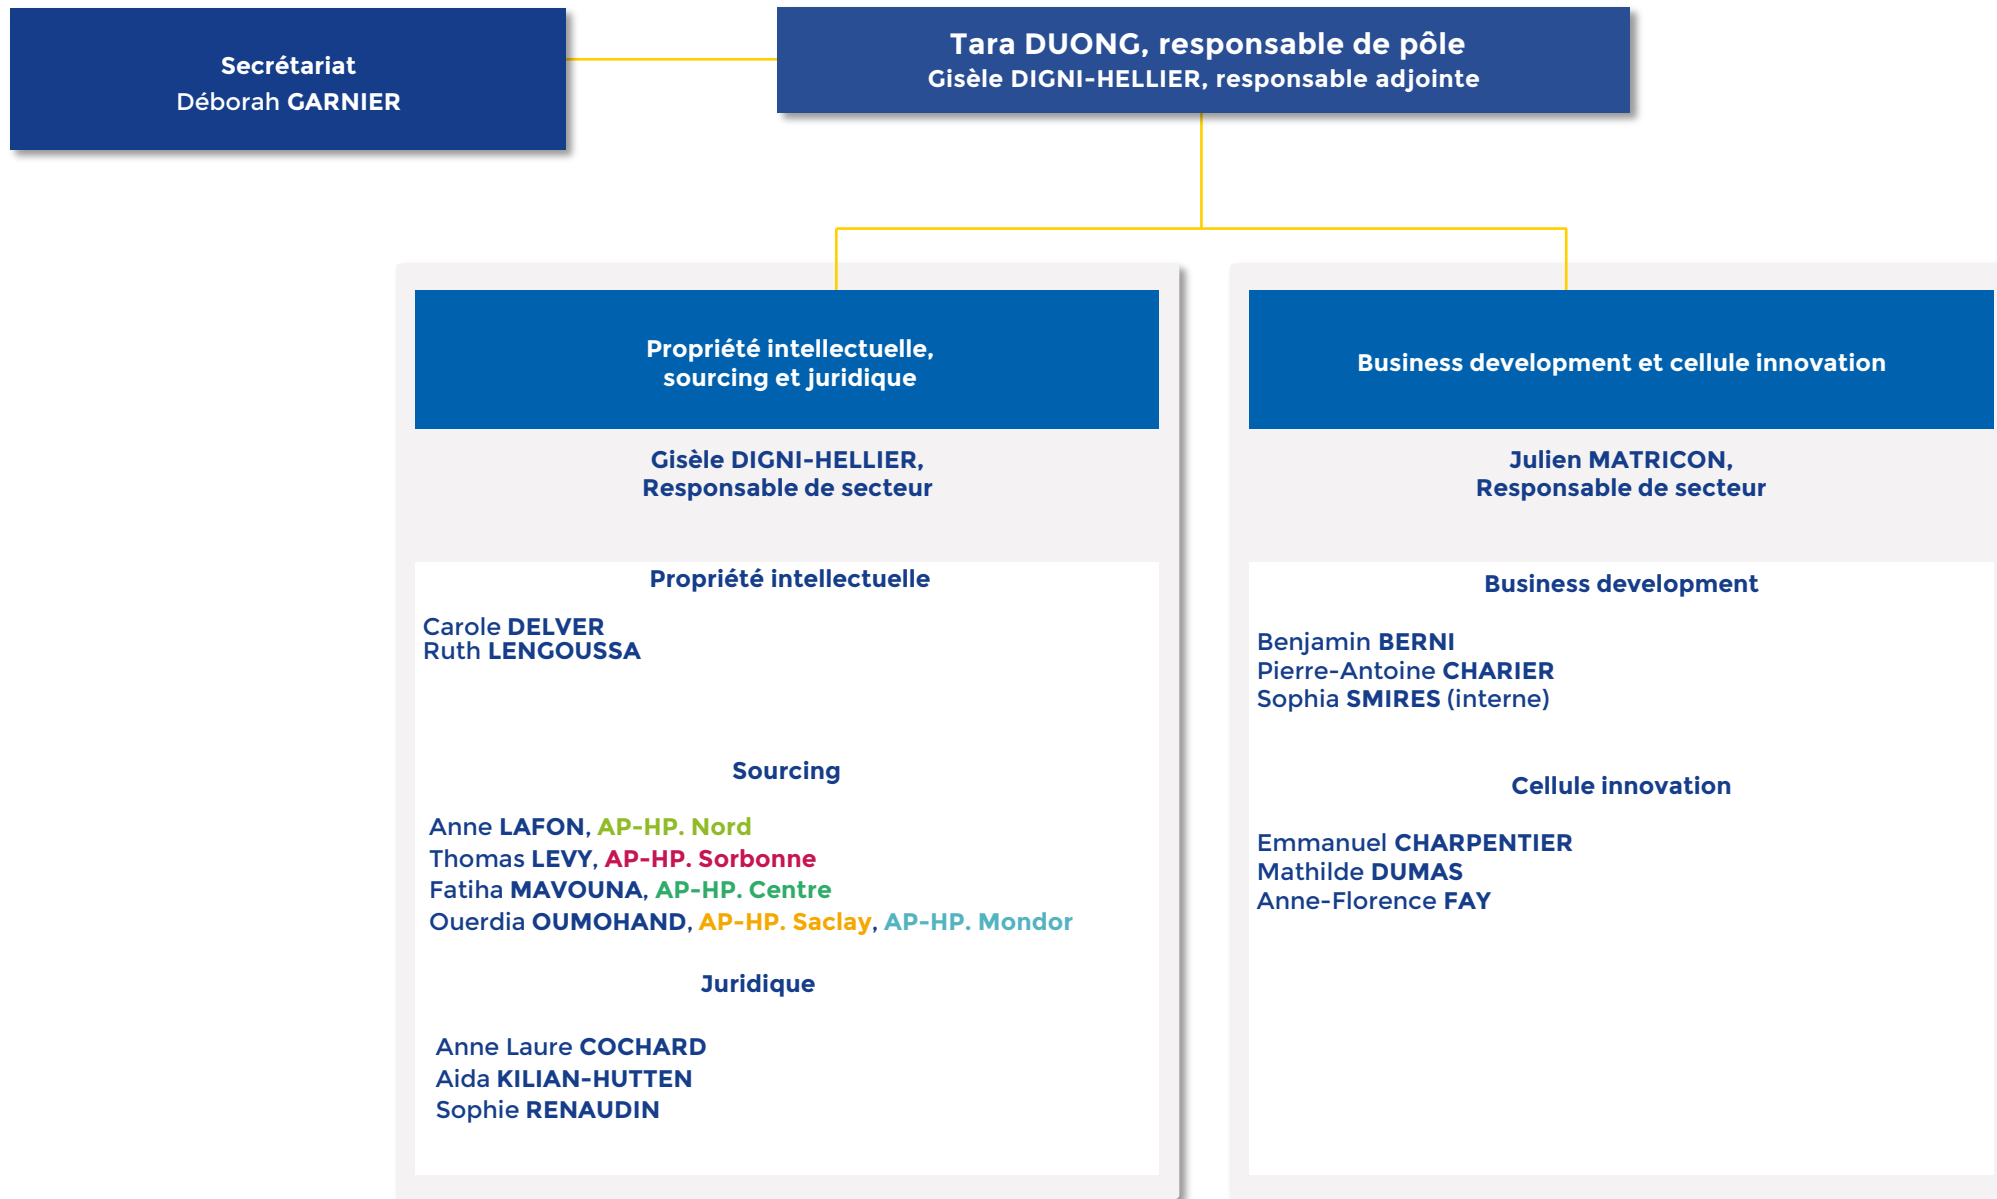 Secrétariat
Déborah GARNIER
Tara DUONG, responsable de pôle
Gisèle DIGNI-HELLIER, responsable adjointe
Propriété intellectuelle,
sourcing et juridique
Gisèle DIGNI-HELLIER,
Responsable de secteur
Propriété intellectuelle
Carole DELVER
Ruth LENGOUSSA
Sourcing
Anne LAFON, AP-HP. Nord
Thomas LEVY, AP-HP. Sorbonne
Fatiha MAVOUNA, AP-HP. Centre
Ouerdia OUMOHAND, AP-HP. Saclay, AP-HP. Mondor
Juridique
Anne Laure COCHARD
Aida KILIAN-HUTTEN
Sophie RENAUDIN
Business development et cellule innovation
Julien MATRICON,
Responsable de secteur
Business development
Benjamin BERNI
Pierre-Antoine CHARIER
Sophia SMIRES (interne)
Cellule innovation
Emmanuel CHARPENTIER
Mathilde DUMAS
Anne-Florence FAY